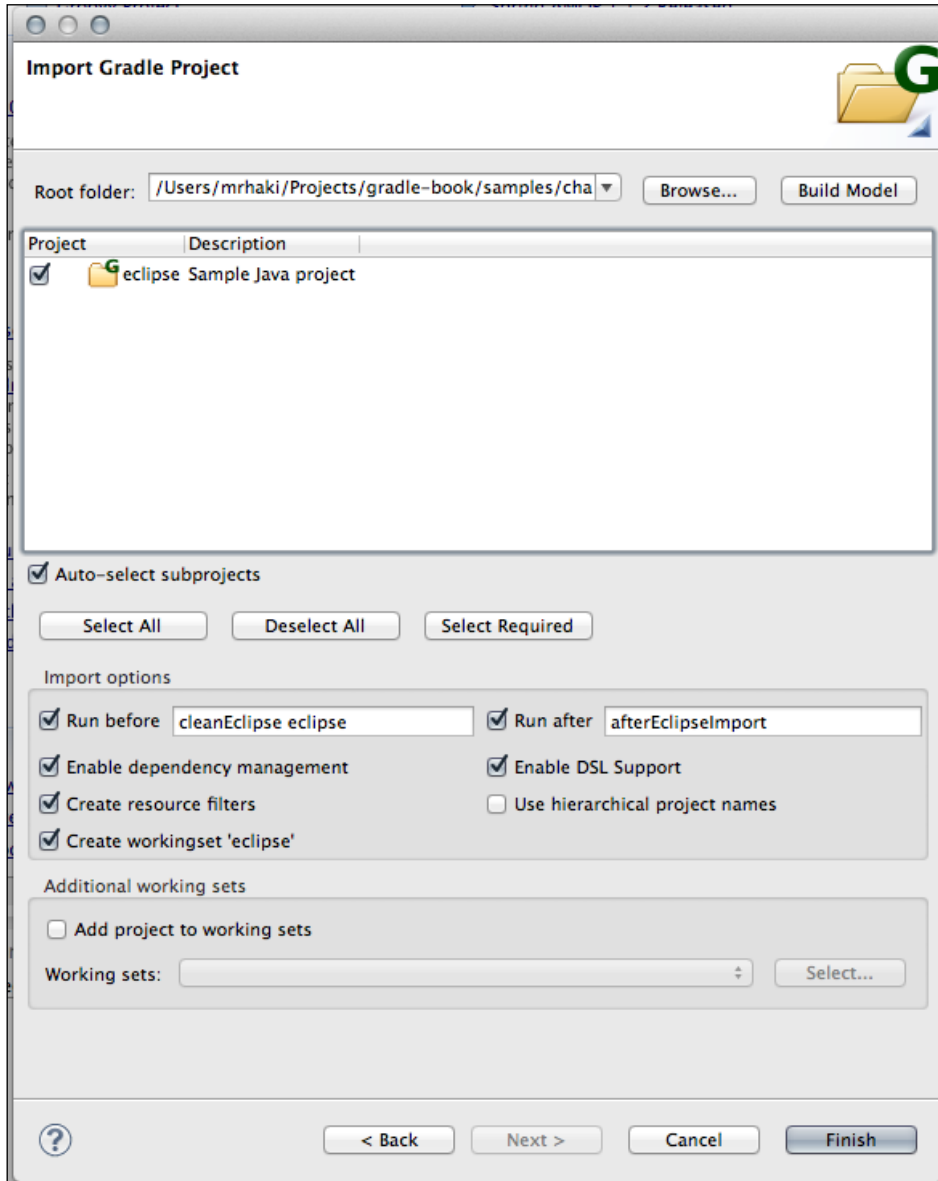 Import Gradle Project
G
Root folder: /Users/mrhaki/Projects/gradle-book/samples/cha Browse... Build Model
Project Description
G eclipse Sample Java project
Auto-select subprojects
Select All Deselect All Select Required
Import options
Run before cleanEclipse eclipse Run after afterEclipseImport
Enable dependency management Enable DSL Support
Create resource filters Use hierarchical project names
Create workingset 'eclipse'
Additional working sets
Add project to working sets
Working sets: Select...
? < Back Next > Cancel Finish